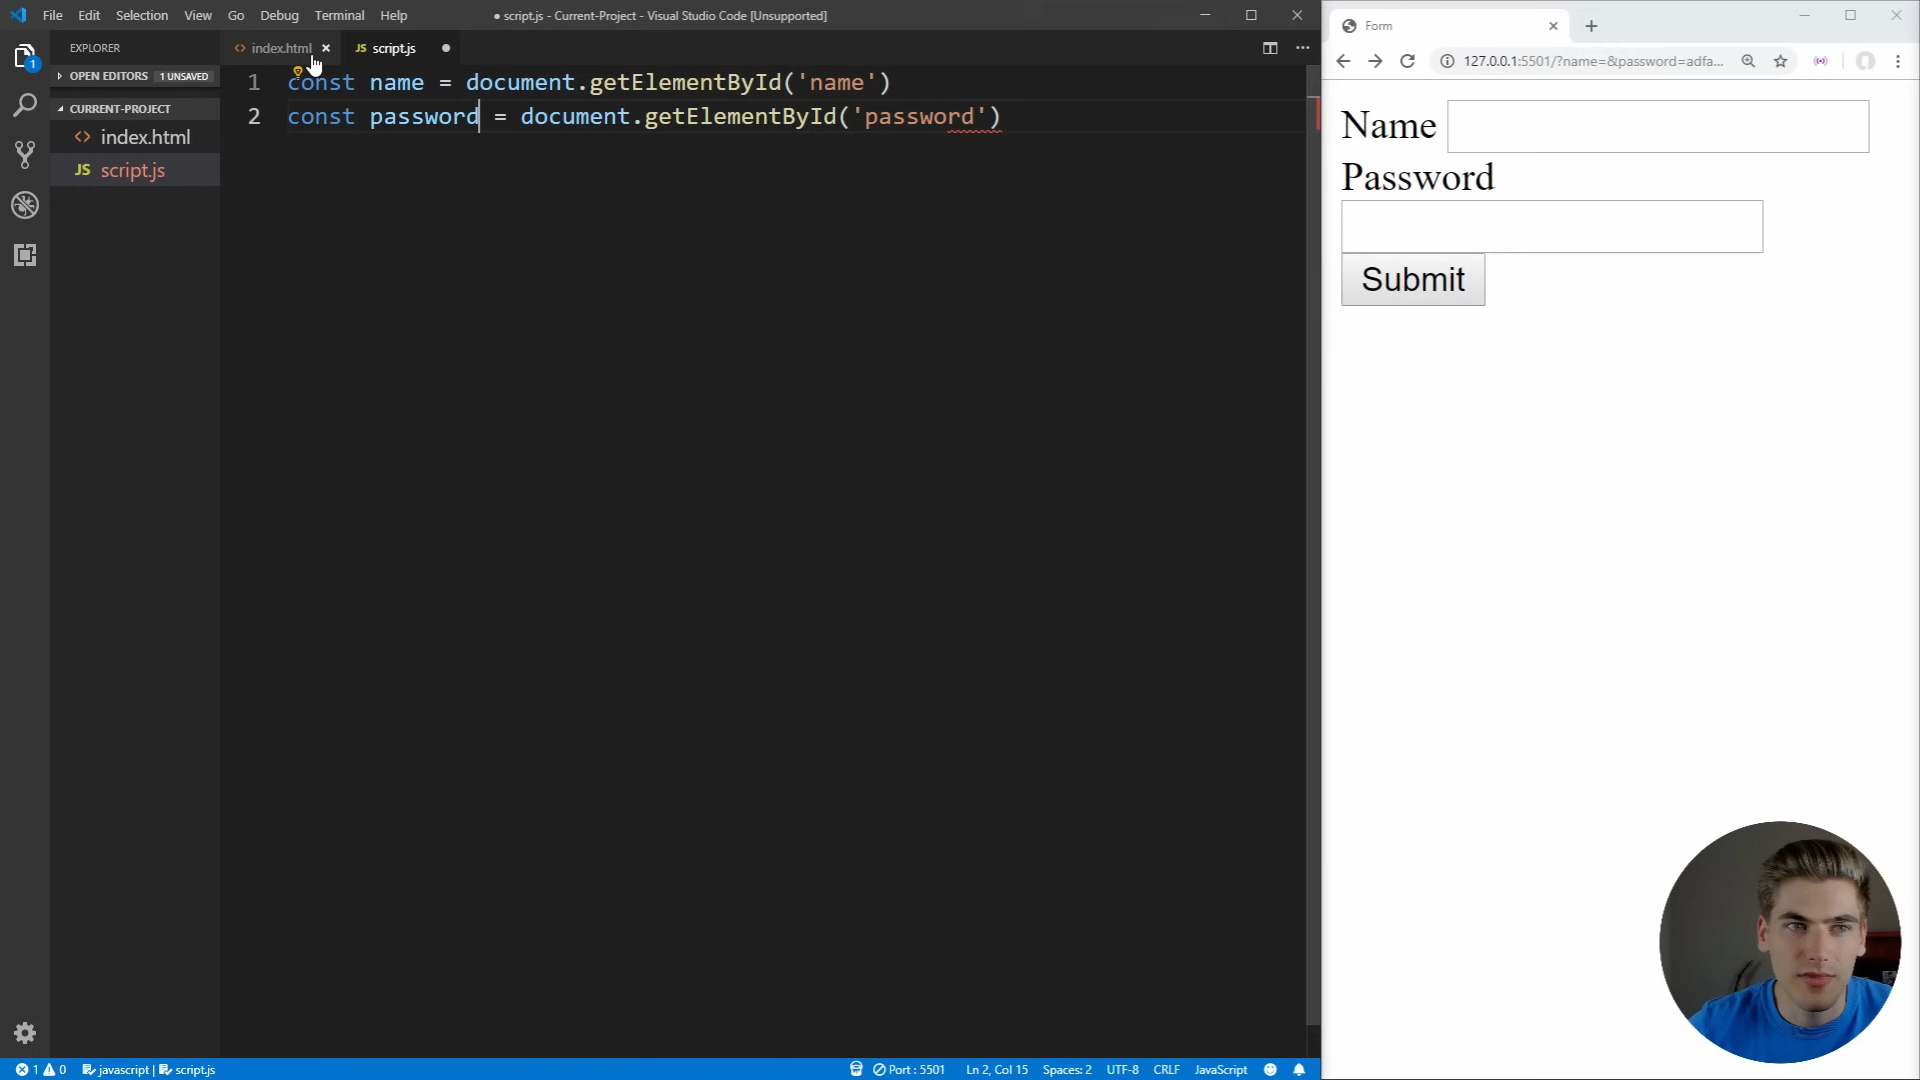 File Edit Selection View Go Debug Terminal Help
● script.js - Current-Project - Visual Studio Code [Unsupported]
EXPLORER
OPEN EDITORS 1 UNSAVED
CURRENT-PROJECT
index.html
JS script.js
1
index.html
JS script.js
1 const name = document.getElementById('name')
2 const password = document.getElementById('password')
1 0 javascript | script.js
Port : 5501 Ln 2, Col 15 Spaces: 2 UTF-8 CRLF JavaScript
Form
127.0.0.1:5501/?name=&password=adfa...
Name
Password
Submit